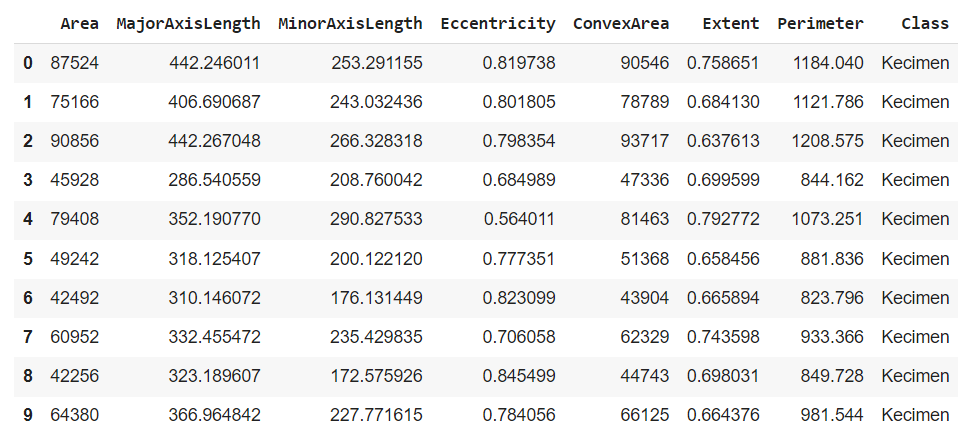 Area MajorAxisLength MinorAxisLength Eccentricity ConvexArea Extent Perimeter Class
0 87524 442.246011 253.291155 0.819738 90546 0.758651 1184.040 Kecimen
1 75166 406.690687 243.032436 0.801805 78789 0.684130 1121.786 Kecimen
2 90856 442.267048 266.328318 0.798354 93717 0.637613 1208.575 Kecimen
3 45928 286.540559 208.760042 0.684989 47336 0.699599 844.162 Kecimen
4 79408 352.190770 290.827533 0.564011 81463 0.792772 1073.251 Kecimen
5 49242 318.125407 200.122120 0.777351 51368 0.658456 881.836 Kecimen
6 42492 310.146072 176.131449 0.823099 43904 0.665894 823.796 Kecimen
7 60952 332.455472 235.429835 0.706058 62329 0.743598 933.366 Kecimen
8 42256 323.189607 172.575926 0.845499 44743 0.698031 849.728 Kecimen
9 64380 366.964842 227.771615 0.784056 66125 0.664376 981.544 Kecimen